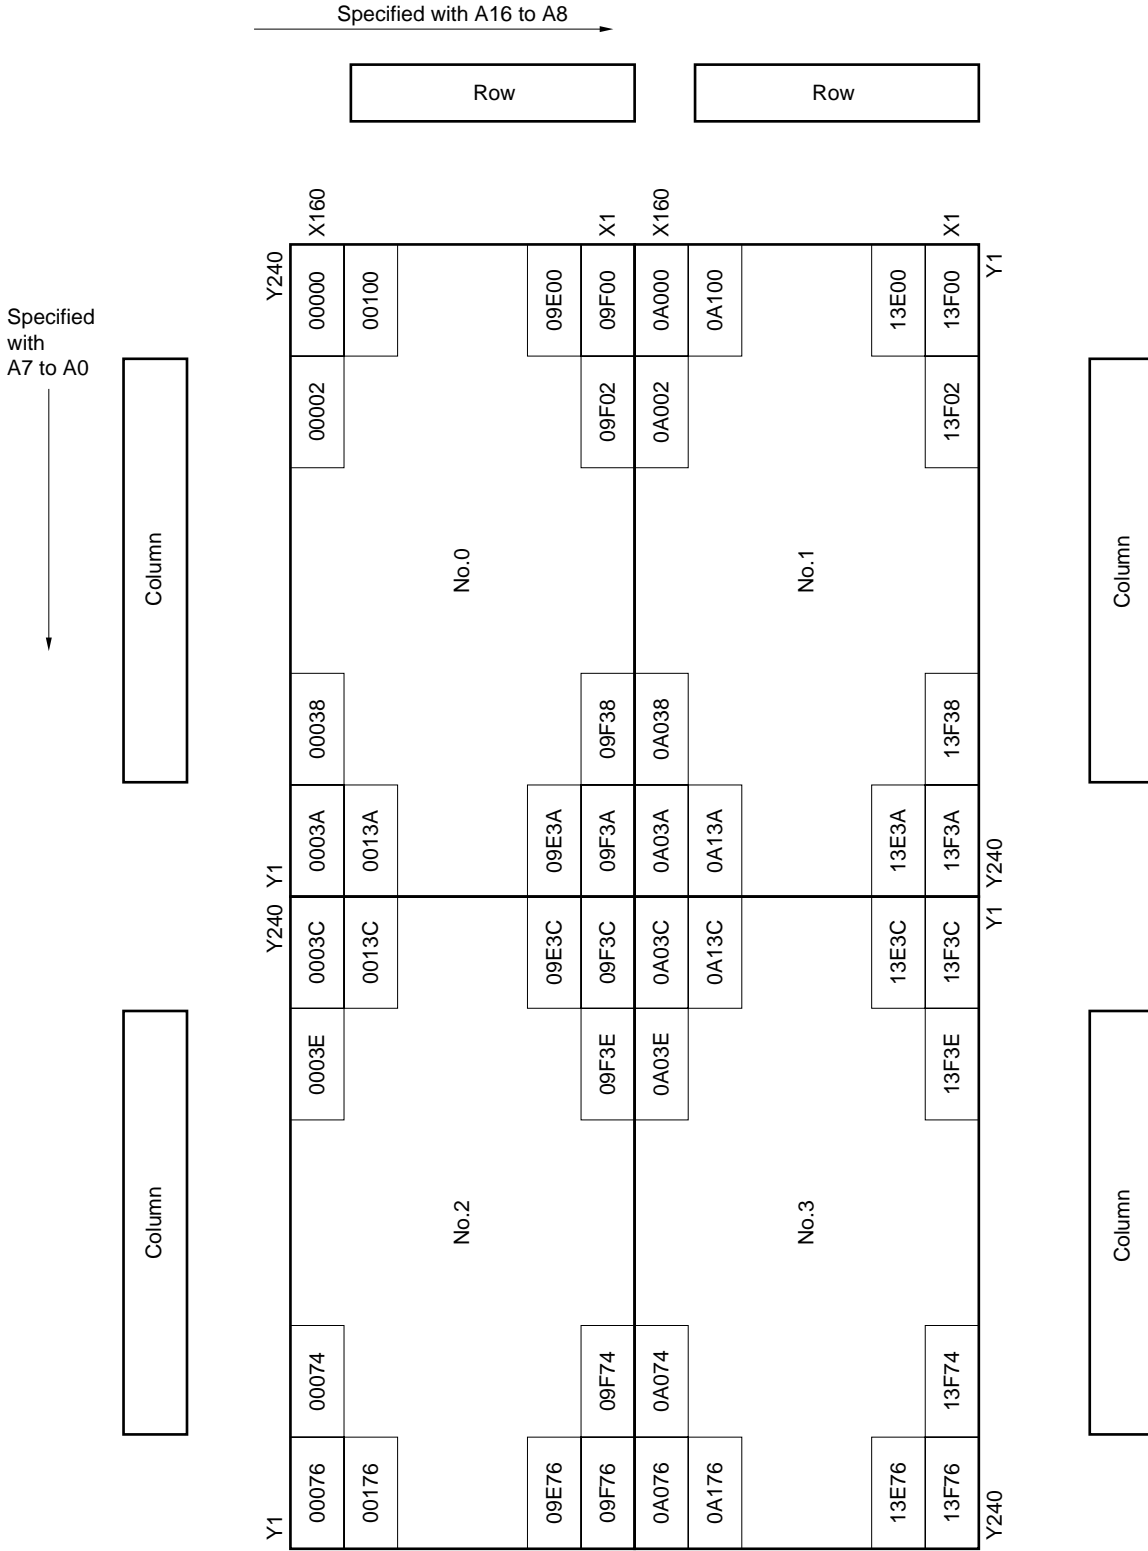 Specified with A16 to A8
Row
Row
X160
X1
X160
X1
Y240
00000
00100
09E00
09F00
0A000
0A100
13E00
13F00
Y1
Specified
with
A7 to A0
00002
09F02
0A002
13F02
Column
No.0
No.1
Column
00038
09F38
0A038
13F38
Y1
0003A
0013A
09E3A
09F3A
0A03A
0A13A
13E3A
13F3A
Y240
Y240
0003C
0013C
09E3C
09F3C
0A03C
0A13C
13E3C
13F3C
Y1
0003E
09F3E
0A03E
13F3E
Column
No.2
No.3
Column
00074
09F74
0A074
13F74
Y1
00076
00176
09E76
09F76
0A076
0A176
13E76
13F76
Y240